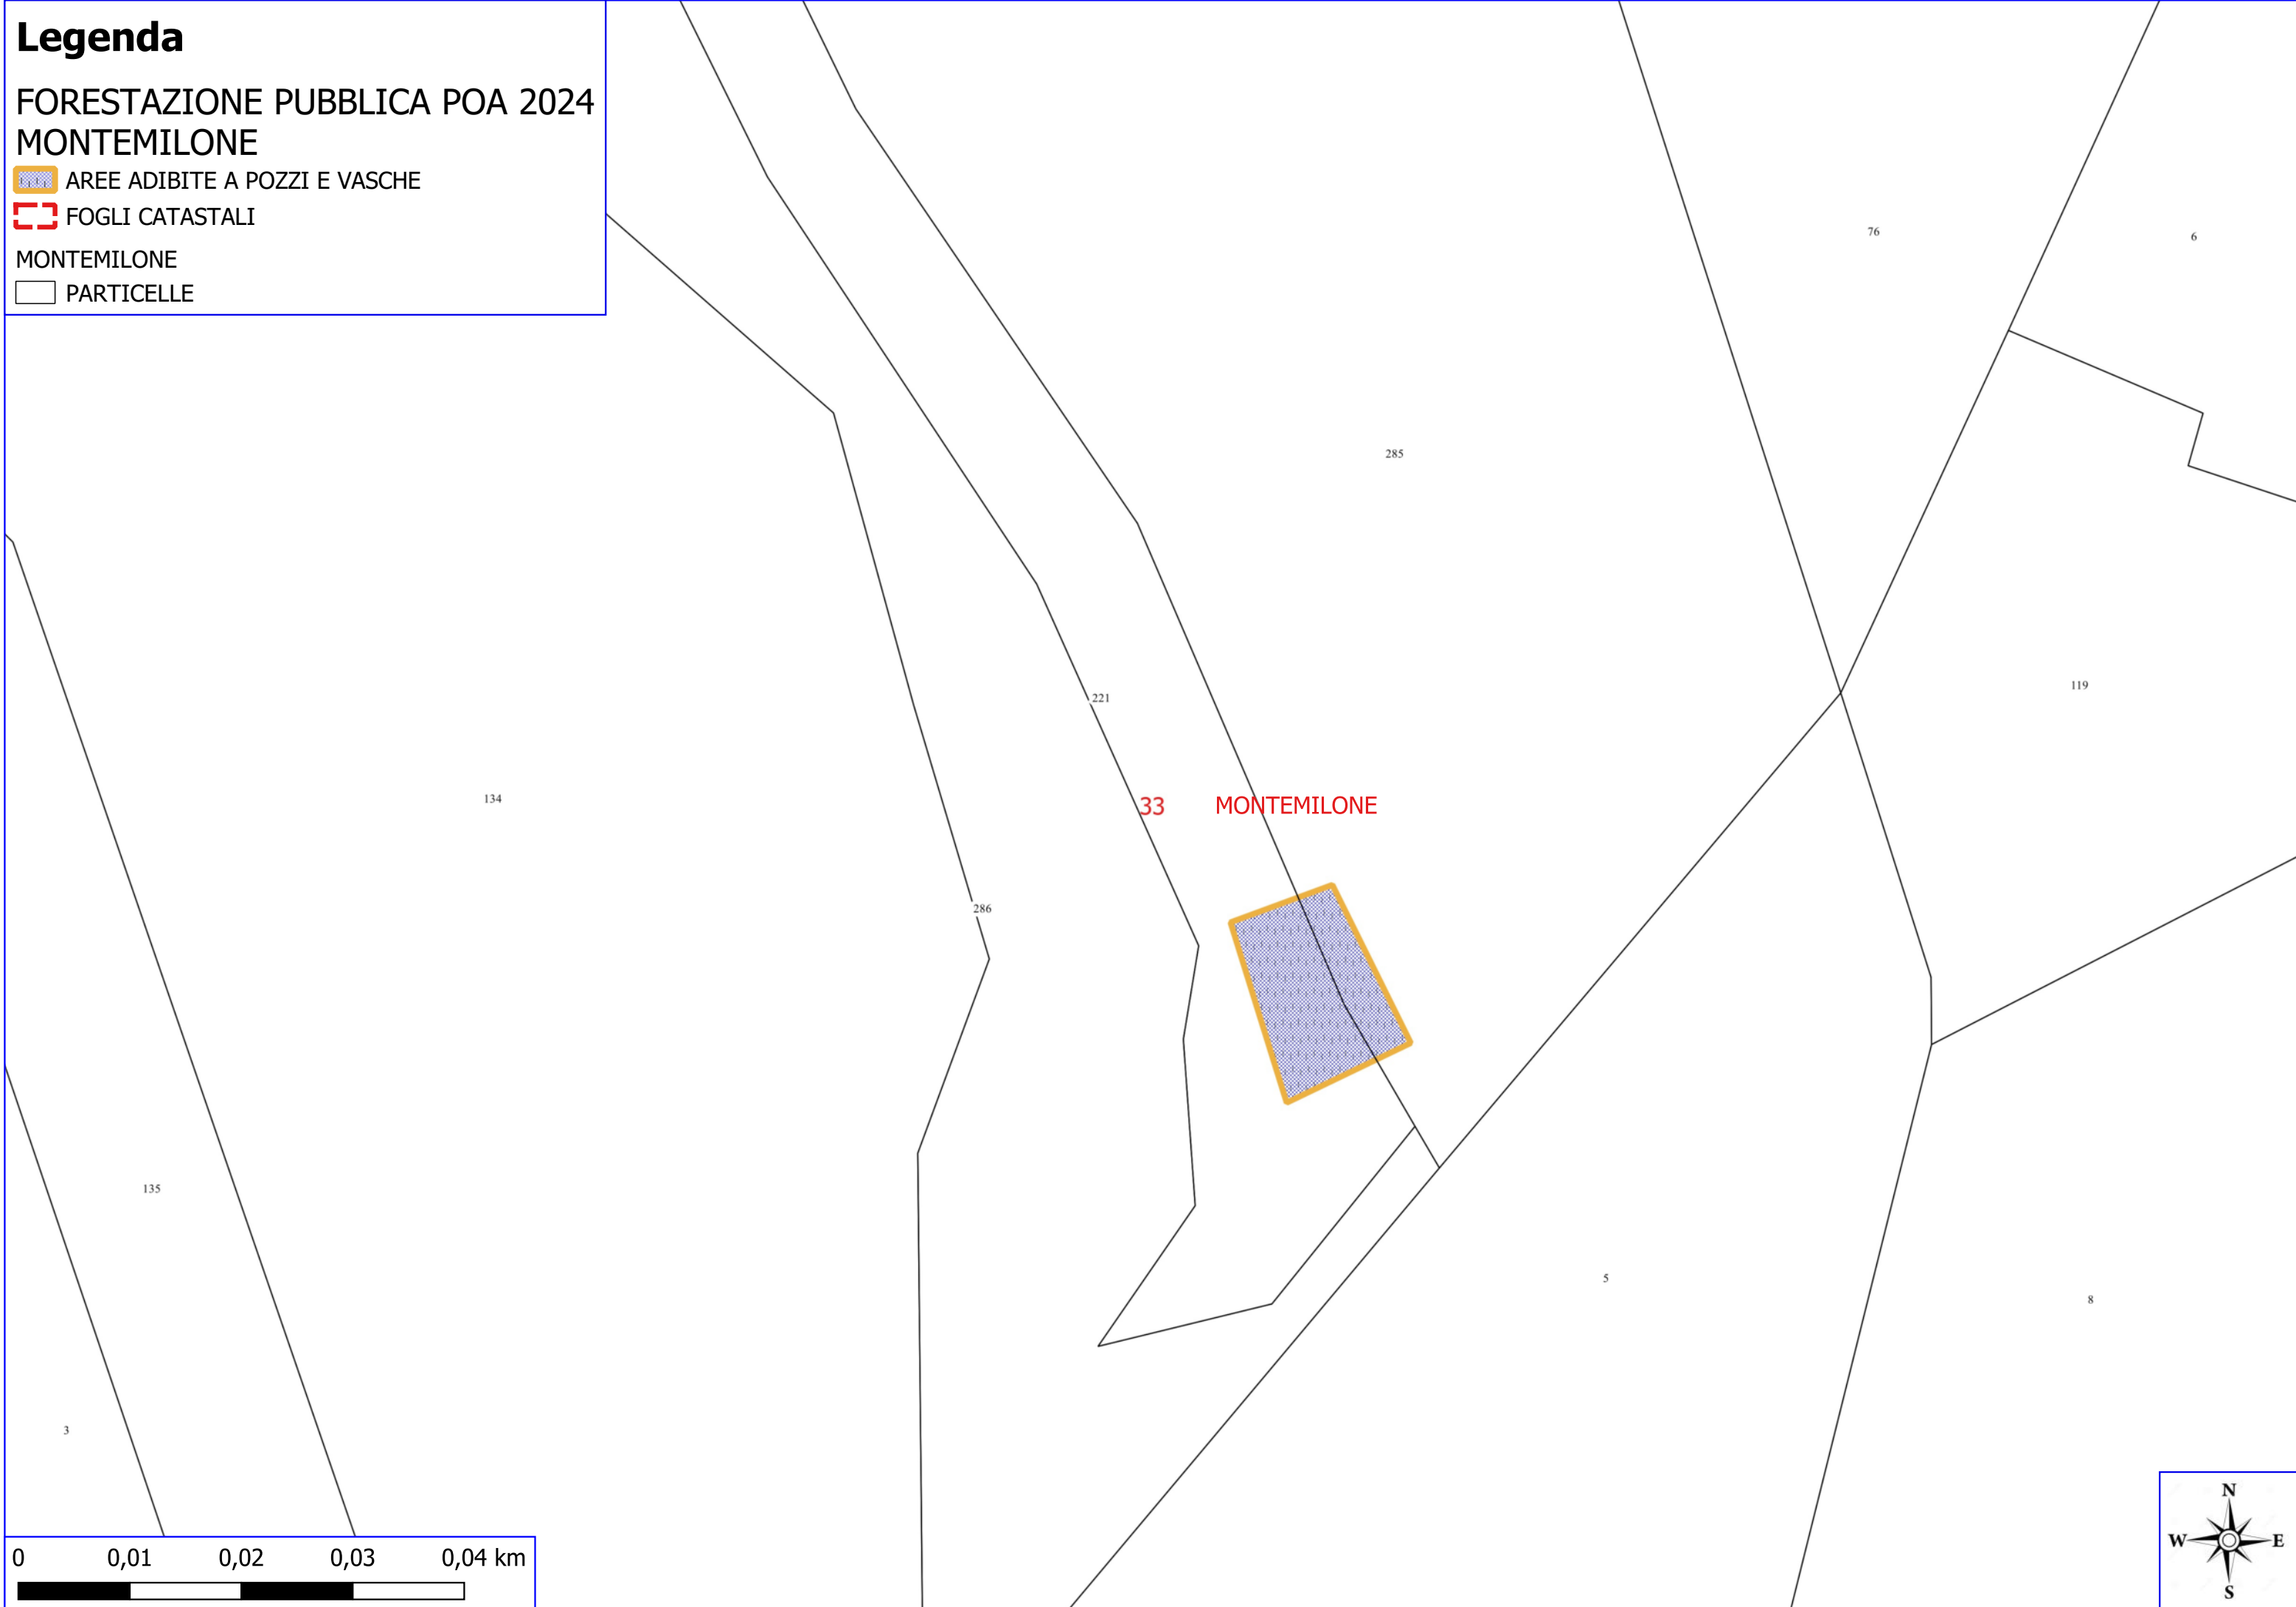 Legenda
FORESTAZIONE PUBBLICA POA 2024
MONTEMILONE
AREE ADIBITE A POZZI E VASCHE
FOGLI CATASTALI
MONTEMILONE
PARTICELLE
76
6
285
119
221
134
33 MONTEMILONE
286
135
5
8
3
0 0,01 0,02 0,03 0,04 km
N
W E
S